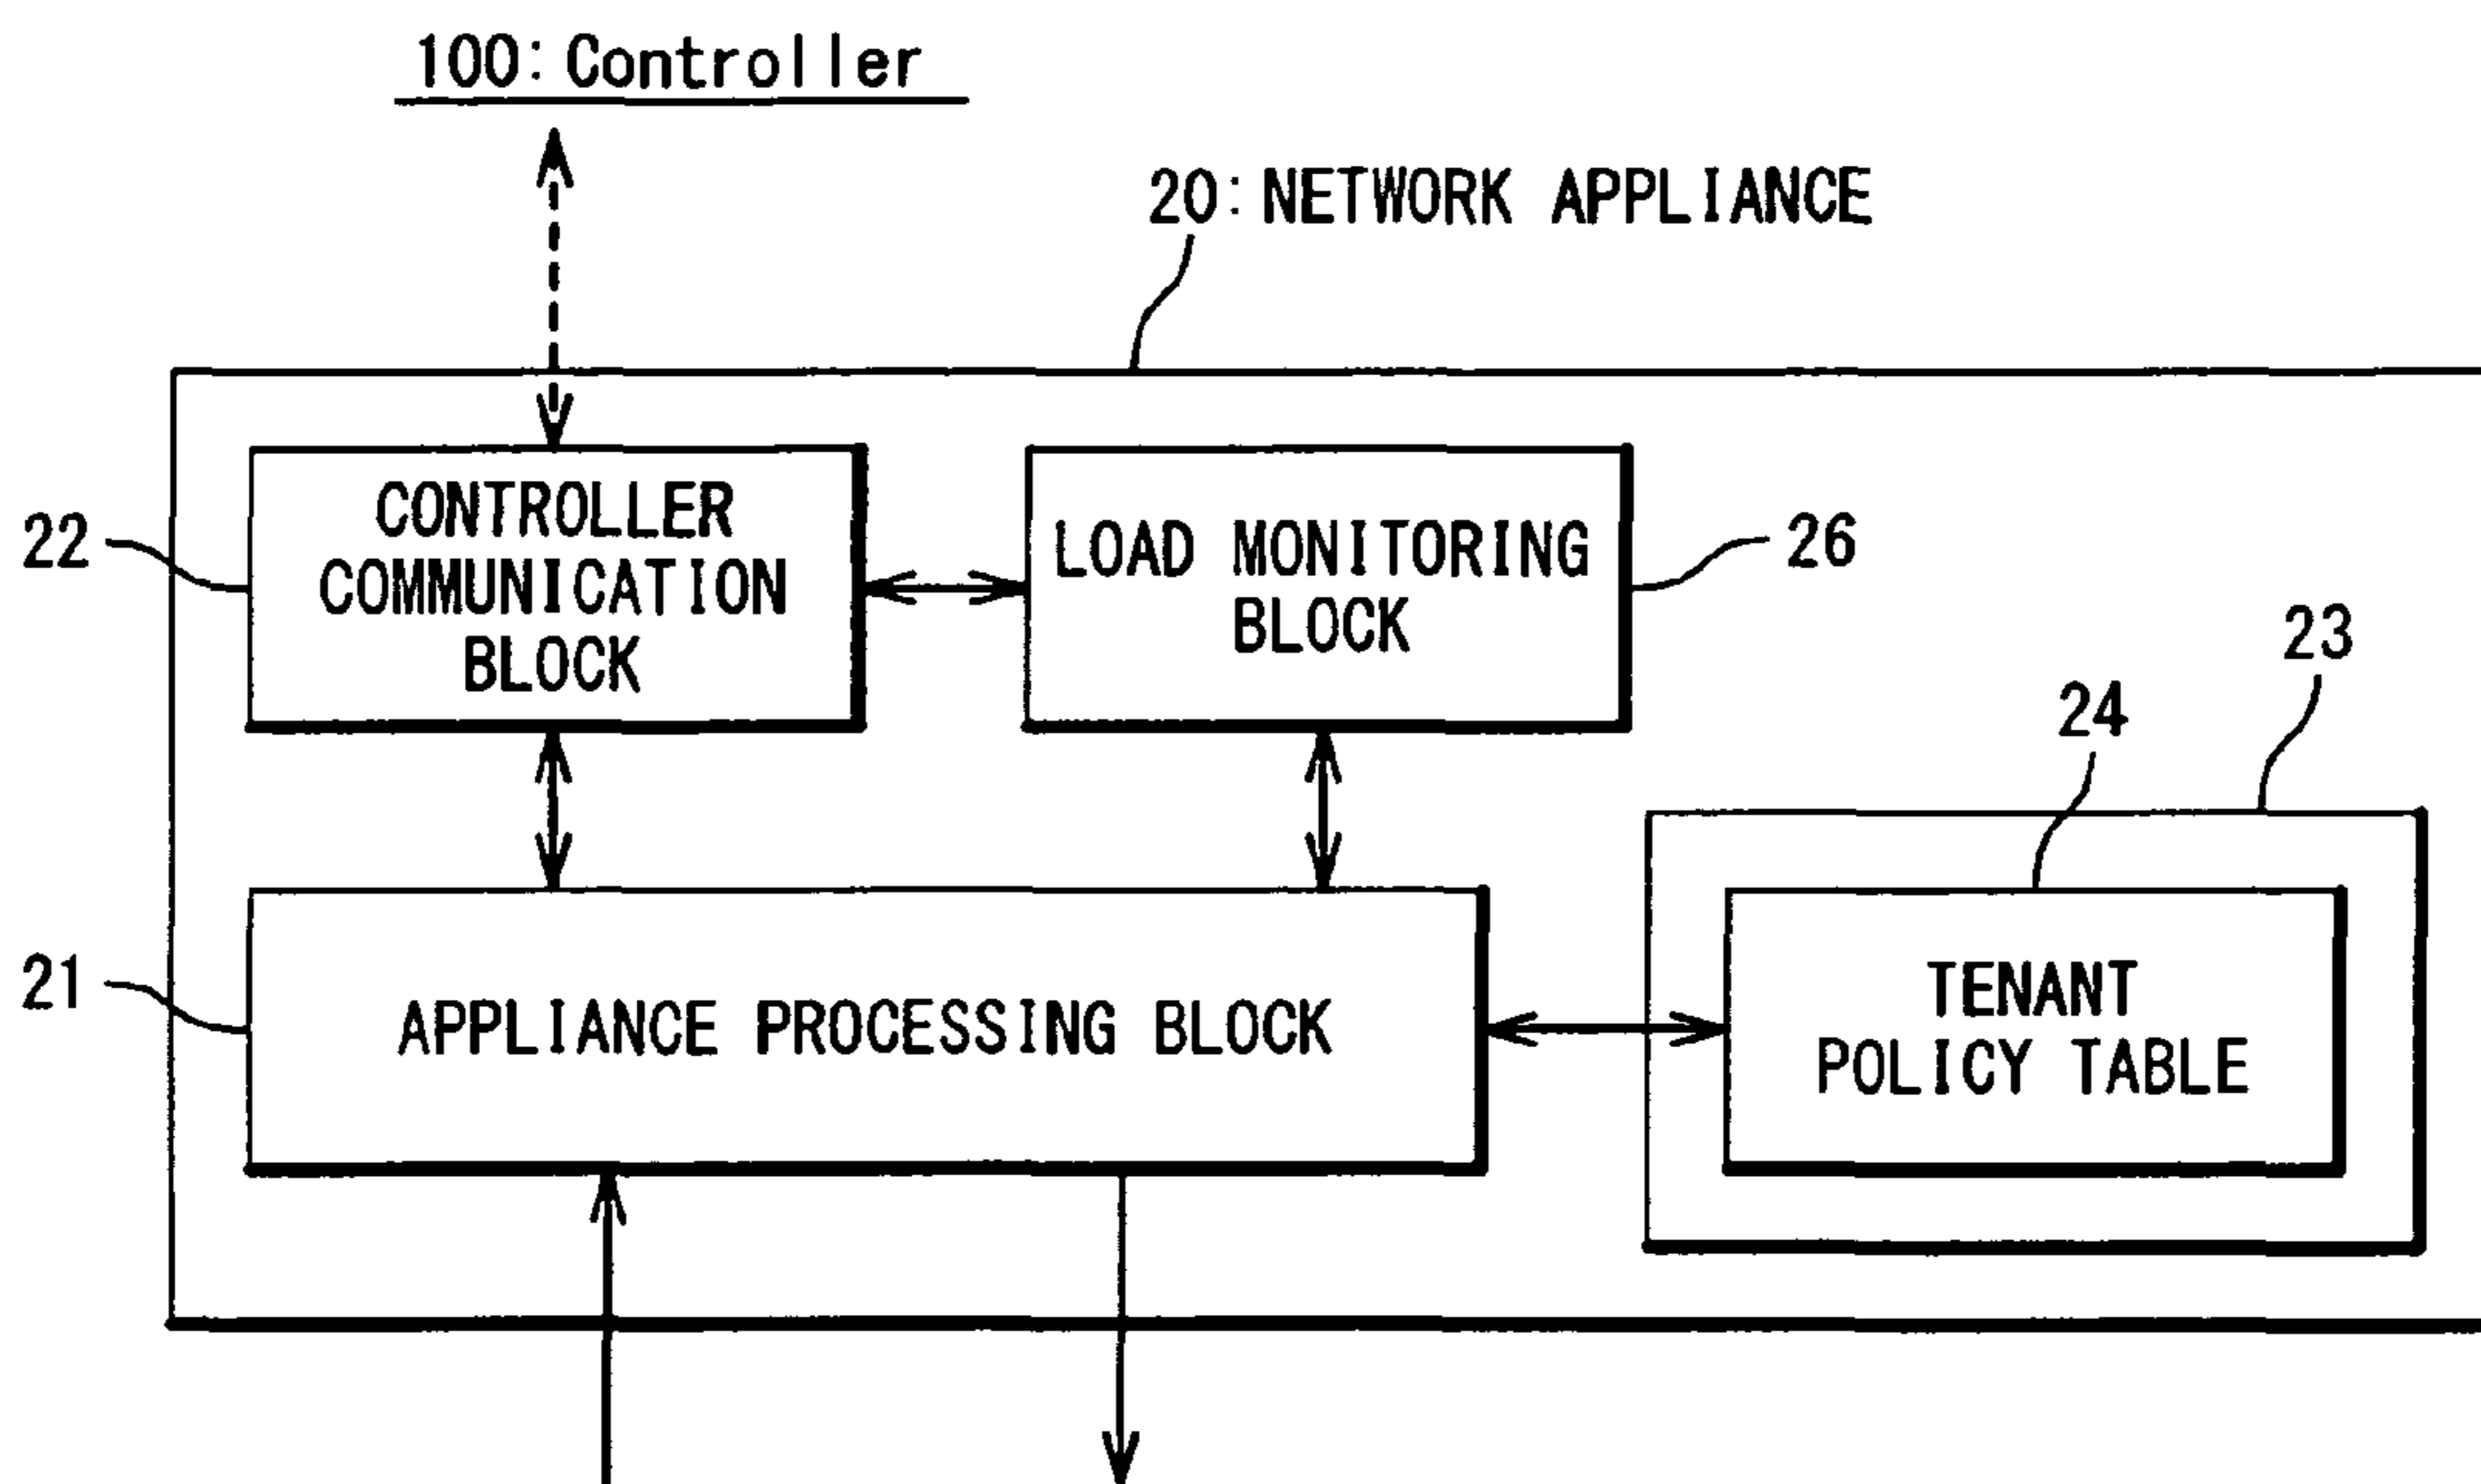 100: Controller
20: NETWORK APPLIANCE
22
CONTROLLER
COMMUNICATION
BLOCK
LOAD MONITORING
BLOCK
26
23
24
21
APPLIANCE PROCESSING BLOCK
TENANT
POLICY TABLE